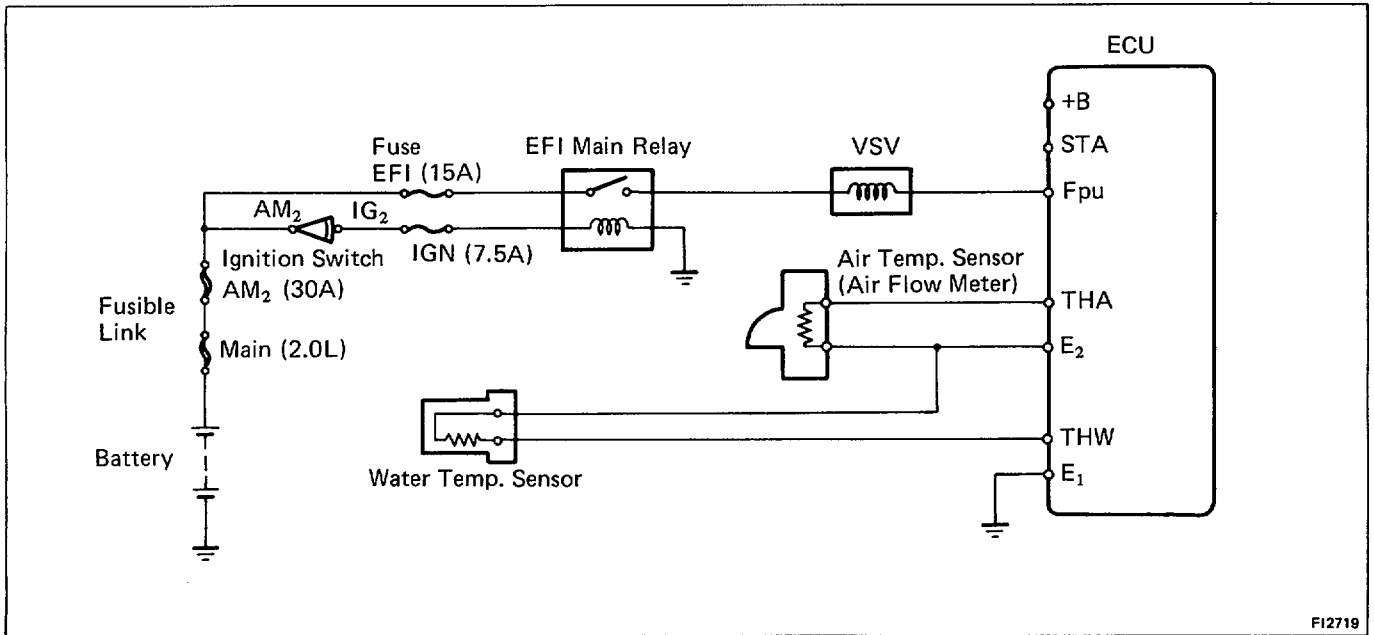 ECU
+B
STA
Fpu
THA
E₂
THW
E₁
Fuse
EFI (15A)
EFI Main Relay
VSV
AM₂
IG₂
Ignition Switch
AM₂ (30A)
IGN (7.5A)
Air Temp. Sensor
(Air Flow Meter)
Fusible
Link
Main (2.0L)
Battery
Water Temp. Sensor
FI2719